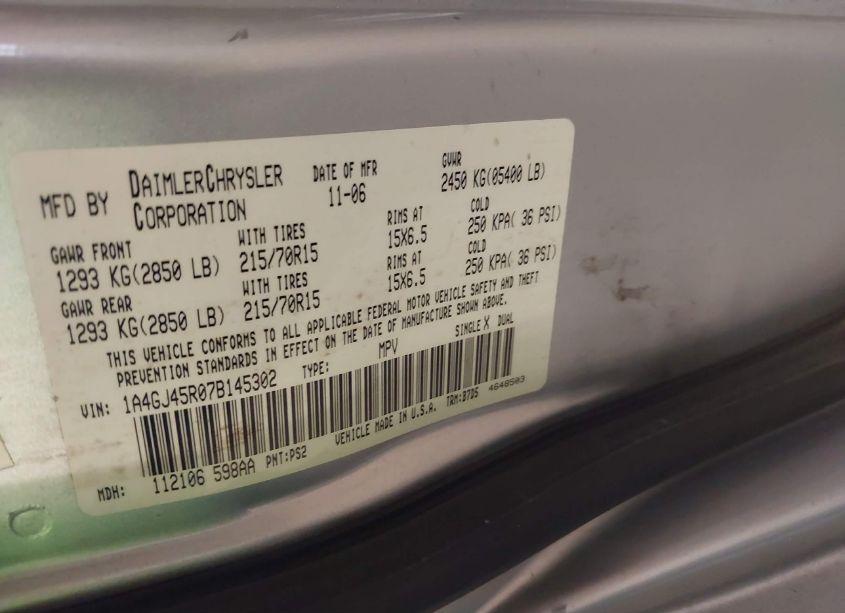 MFD BY DAIMLERCHRYSLER CORPORATION
DATE OF MFR 11-06
GVWR 2450 KG(05400 LB)
GAWR FRONT WITH TIRES RIMS AT COLD
1293 KG(2850 LB) 215/70R15 15X6.5 250 KPA( 36 PSI)
GAWR REAR WITH TIRES RIMS AT COLD
1293 KG(2850 LB) 215/70R15 15X6.5 250 KPA( 36 PSI)
THIS VEHICLE CONFORMS TO ALL APPLICABLE FEDERAL MOTOR VEHICLE SAFETY AND THEFT
PREVENTION STANDARDS IN EFFECT ON THE DATE OF MANUFACTURE SHOWN ABOVE.
VIN: 1A4GJ45R07B145302 TYPE: MPV SINGLE X DUAL
VEHICLE MADE IN U.S.A. TRM:B7D5 4648503
MDH: 112106 598AA PNT:PS2